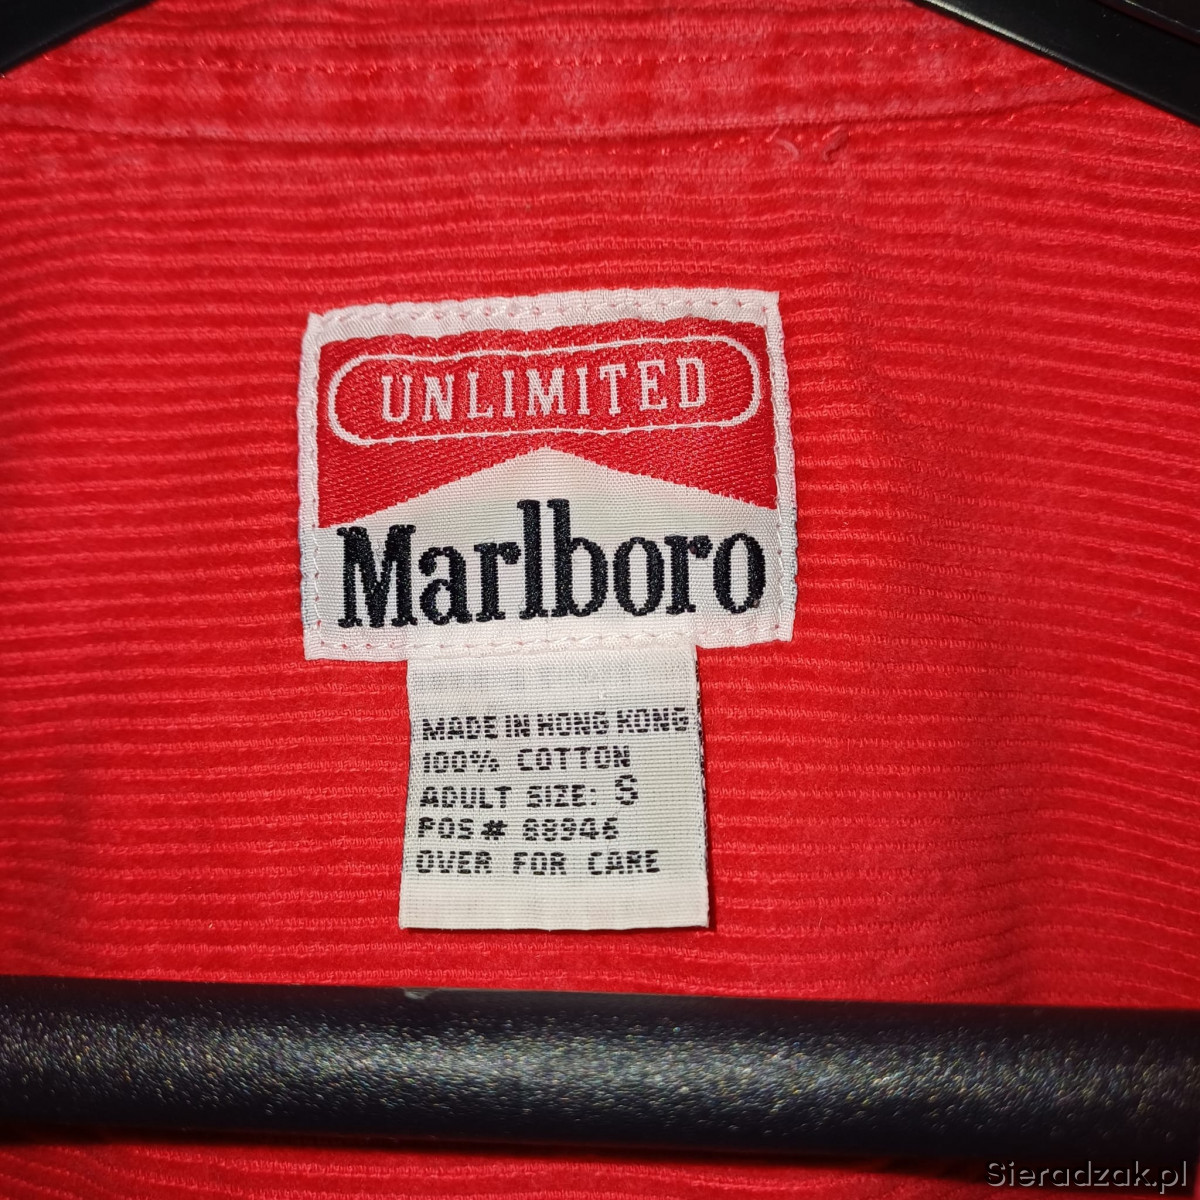 UNLIMITED
Marlboro
MADE IN HONG KONG
100% COTTON
ADULT SIZE: S
POS# 88946
OVER FOR CARE
Sieradzak.pl